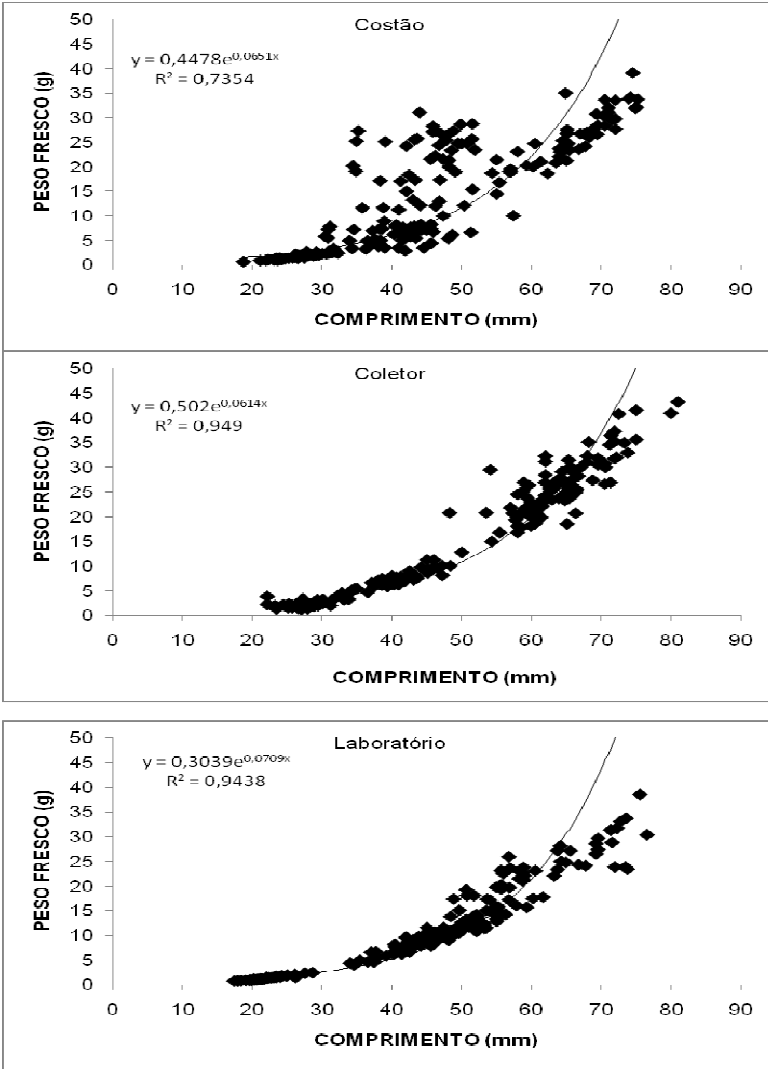 Costão
y = 0,4478e^0,0651x
R² = 0,7354
PESO FRESCO (g)
50
45
40
35
30
25
20
15
10
5
0
0 10 20 30 40 50 60 70 80 90
COMPRIMENTO (mm)
Coletor
y = 0,502e^0,0614x
R² = 0,949
PESO FRESCO (g)
50
45
40
35
30
25
20
15
10
5
0
0 10 20 30 40 50 60 70 80 90
COMPRIMENTO (mm)
Laboratório
y = 0,3039e^0,0709x
R² = 0,9438
PESO FRESCO (g)
50
45
40
35
30
25
20
15
10
5
0
0 10 20 30 40 50 60 70 80 90
COMPRIMENTO (mm)